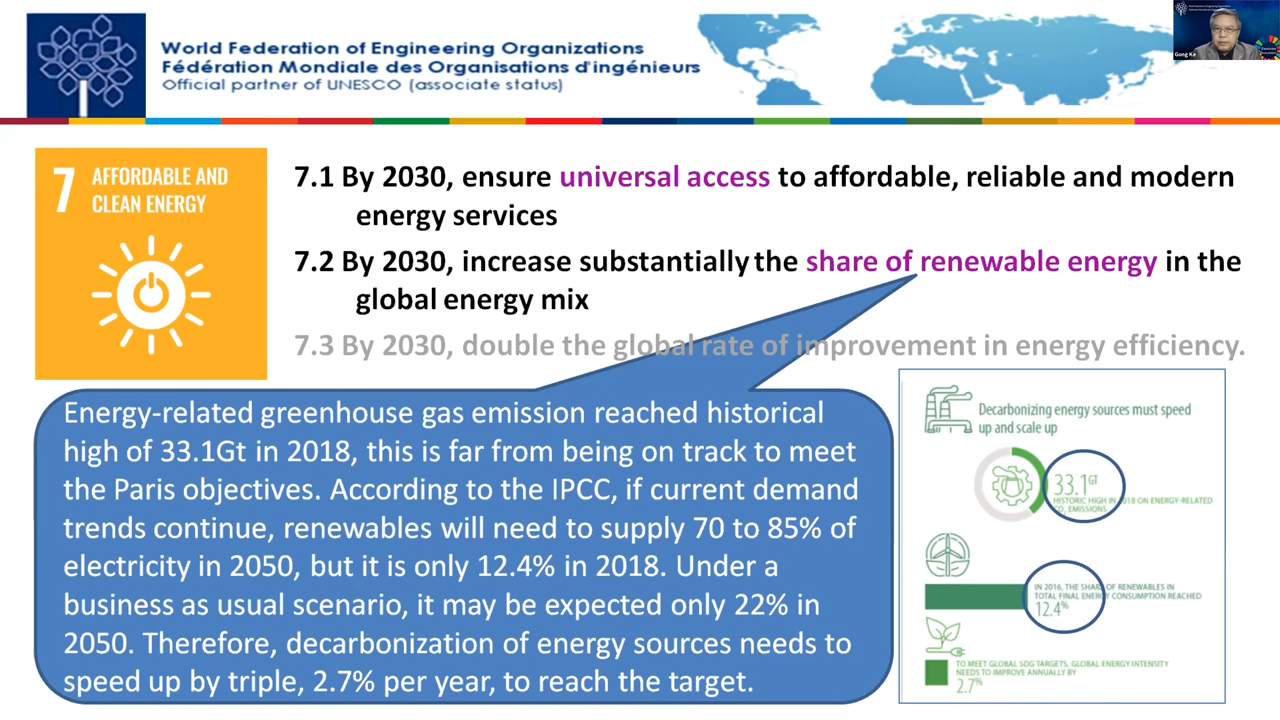 World Federation of Engineering Organizations
Fédération Mondiale des Organisations d'ingénieurs
Official partner of UNESCO (associate status)
Gong Ke
7 AFFORDABLE AND
CLEAN ENERGY
7.1 By 2030, ensure universal access to affordable, reliable and modern
energy services
7.2 By 2030, increase substantially the share of renewable energy in the
global energy mix
7.3 By 2030, double the global rate of improvement in energy efficiency.
Energy-related greenhouse gas emission reached historical
high of 33.1Gt in 2018, this is far from being on track to meet
the Paris objectives. According to the IPCC, if current demand
trends continue, renewables will need to supply 70 to 85% of
electricity in 2050, but it is only 12.4% in 2018. Under a
business as usual scenario, it may be expected only 22% in
2050. Therefore, decarbonization of energy sources needs to
speed up by triple, 2.7% per year, to reach the target.
Decarbonizing energy sources must speed
up and scale up
33.1GT
HISTORIC HIGH IN 2018 ON ENERGY-RELATED
CO2 EMISSIONS
IN 2016, THE SHARE OF RENEWABLES IN
TOTAL FINAL ENERGY CONSUMPTION REACHED
12.4%
TO MEET GLOBAL SDG TARGETS, GLOBAL ENERGY INTENSITY
NEEDS TO IMPROVE ANNUALLY BY
2.7%